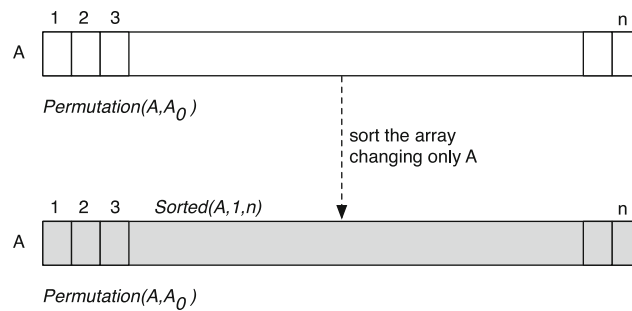 1 2 3 n
A
Permutation(A,A0)
sort the array
changing only A
1 2 3 Sorted(A,1,n) n
A
Permutation(A,A0)